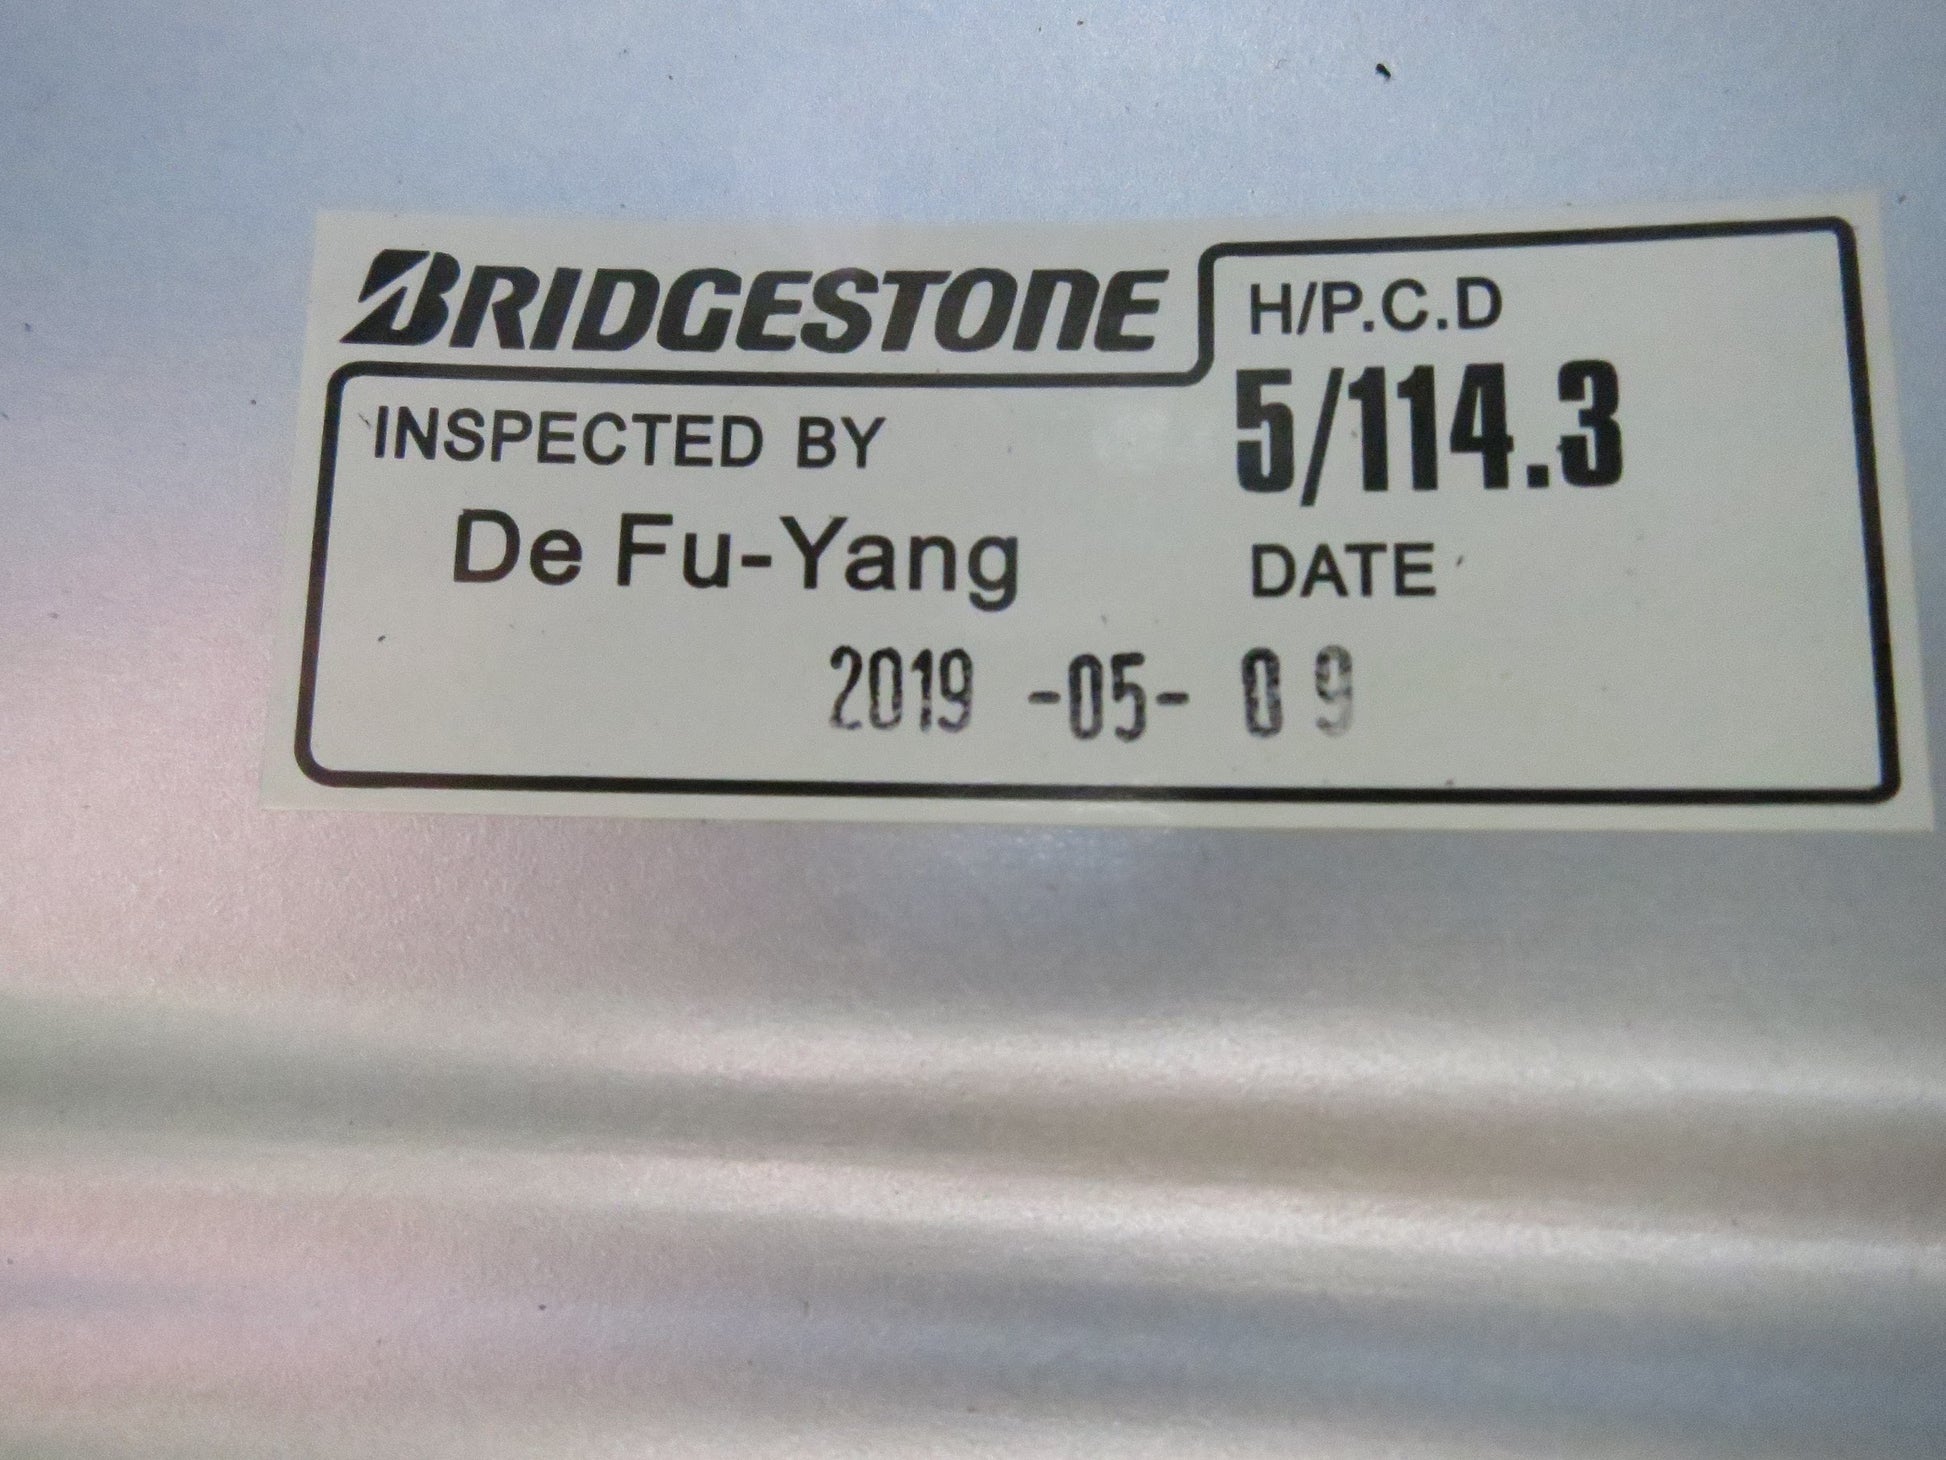 BRIDGESTONE
H/P.C.D
5/114.3
INSPECTED BY
De Fu-Yang
DATE
2019 -05- 09